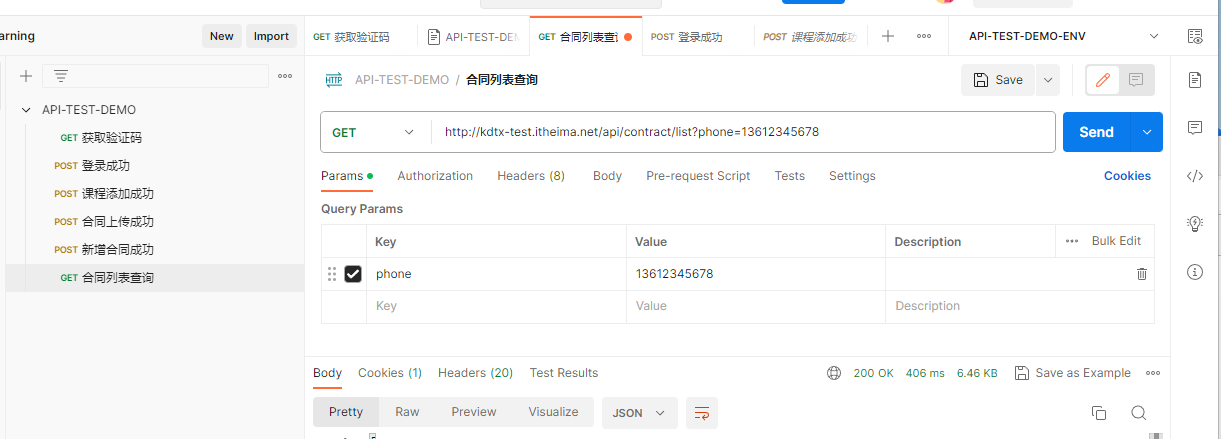 arning
New
Import
GET 获取验证码
API-TEST-DEM
GET 合同列表查询
POST 登录成功
POST 课程添加成功
API-TEST-DEMO-ENV
API-TEST-DEMO / 合同列表查询
HTTP
Save
API-TEST-DEMO
GET 获取验证码
POST 登录成功
POST 课程添加成功
POST 合同上传成功
POST 新增合同成功
GET 合同列表查询
GET
http://kdtx-test.itheima.net/api/contract/list?phone=13612345678
Send
Params Authorization Headers (8) Body Pre-request Script Tests Settings Cookies
Query Params
Key Value Description Bulk Edit
phone 13612345678
Key Value Description
Body Cookies (1) Headers (20) Test Results 200 OK 406 ms 6.46 KB Save as Example
Pretty Raw Preview Visualize JSON